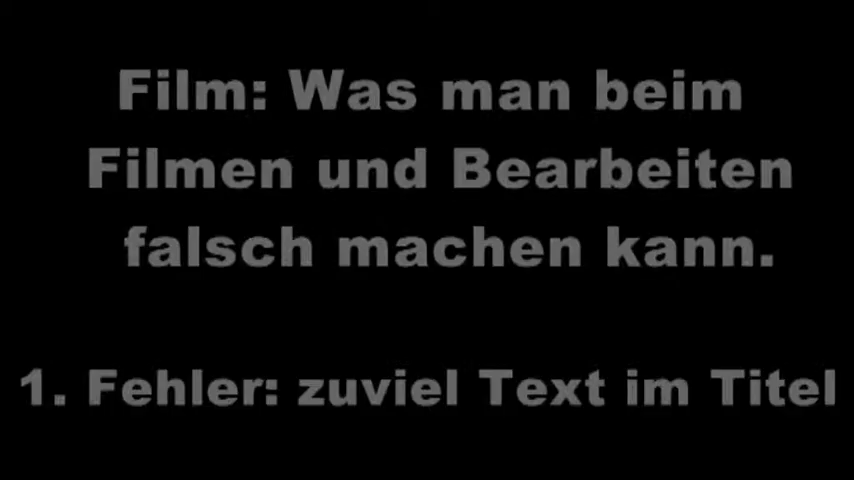 Film: Was man beim
Filmen und Bearbeiten
falsch machen kann.
1. Fehler: zuviel Text im Titel